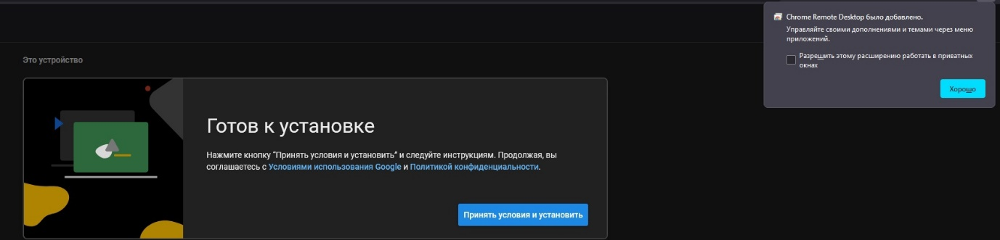 Chrome Remote Desktop было добавлено.
Управляйте своими дополнениями и темами через меню
приложений.
Разрешить этому расширению работать в приватных
окнах
Хорошо
Это устройство
Готов к установке
Нажмите кнопку "Принять условия и установить" и следуйте инструкциям. Продолжая, вы
соглашаетесь с Условиями использования Google и Политикой конфиденциальности.
Принять условия и установить